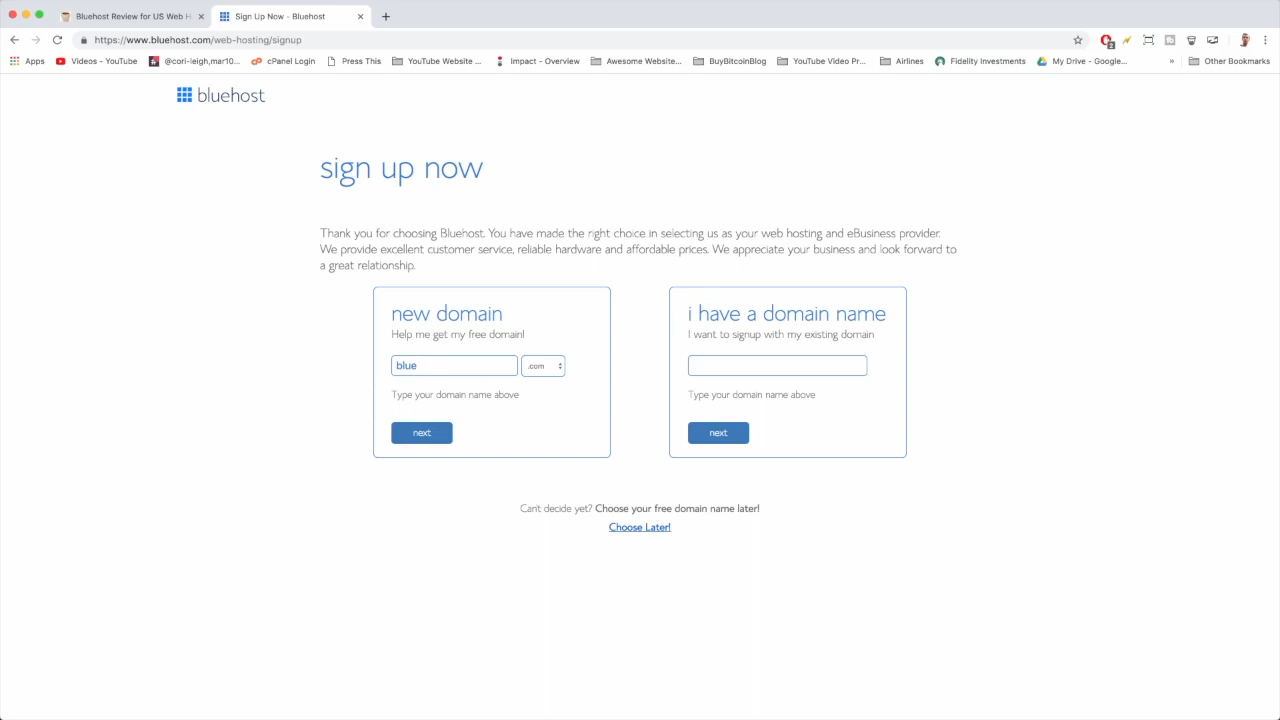 Bluehost Review for US Web H
Sign Up Now - Bluehost
https://www.bluehost.com/web-hosting/signup
2
Apps
Videos - YouTube
@cori-leigh,mar10...
cPanel Login
Press This
YouTube Website ...
Impact - Overview
Awesome Website...
BuyBitcoinBlog
YouTube Video Pr...
Airlines
Fidelity Investments
My Drive - Google...
»
Other Bookmarks
bluehost
sign up now
Thank you for choosing Bluehost. You have made the right choice in selecting us as your web hosting and eBusiness provider.
We provide excellent customer service, reliable hardware and affordable prices. We appreciate your business and look forward to
a great relationship.
new domain
Help me get my free domain!
blue
.com
Type your domain name above
next
i have a domain name
I want to signup with my existing domain
Type your domain name above
next
Can't decide yet? Choose your free domain name later!
Choose Later!